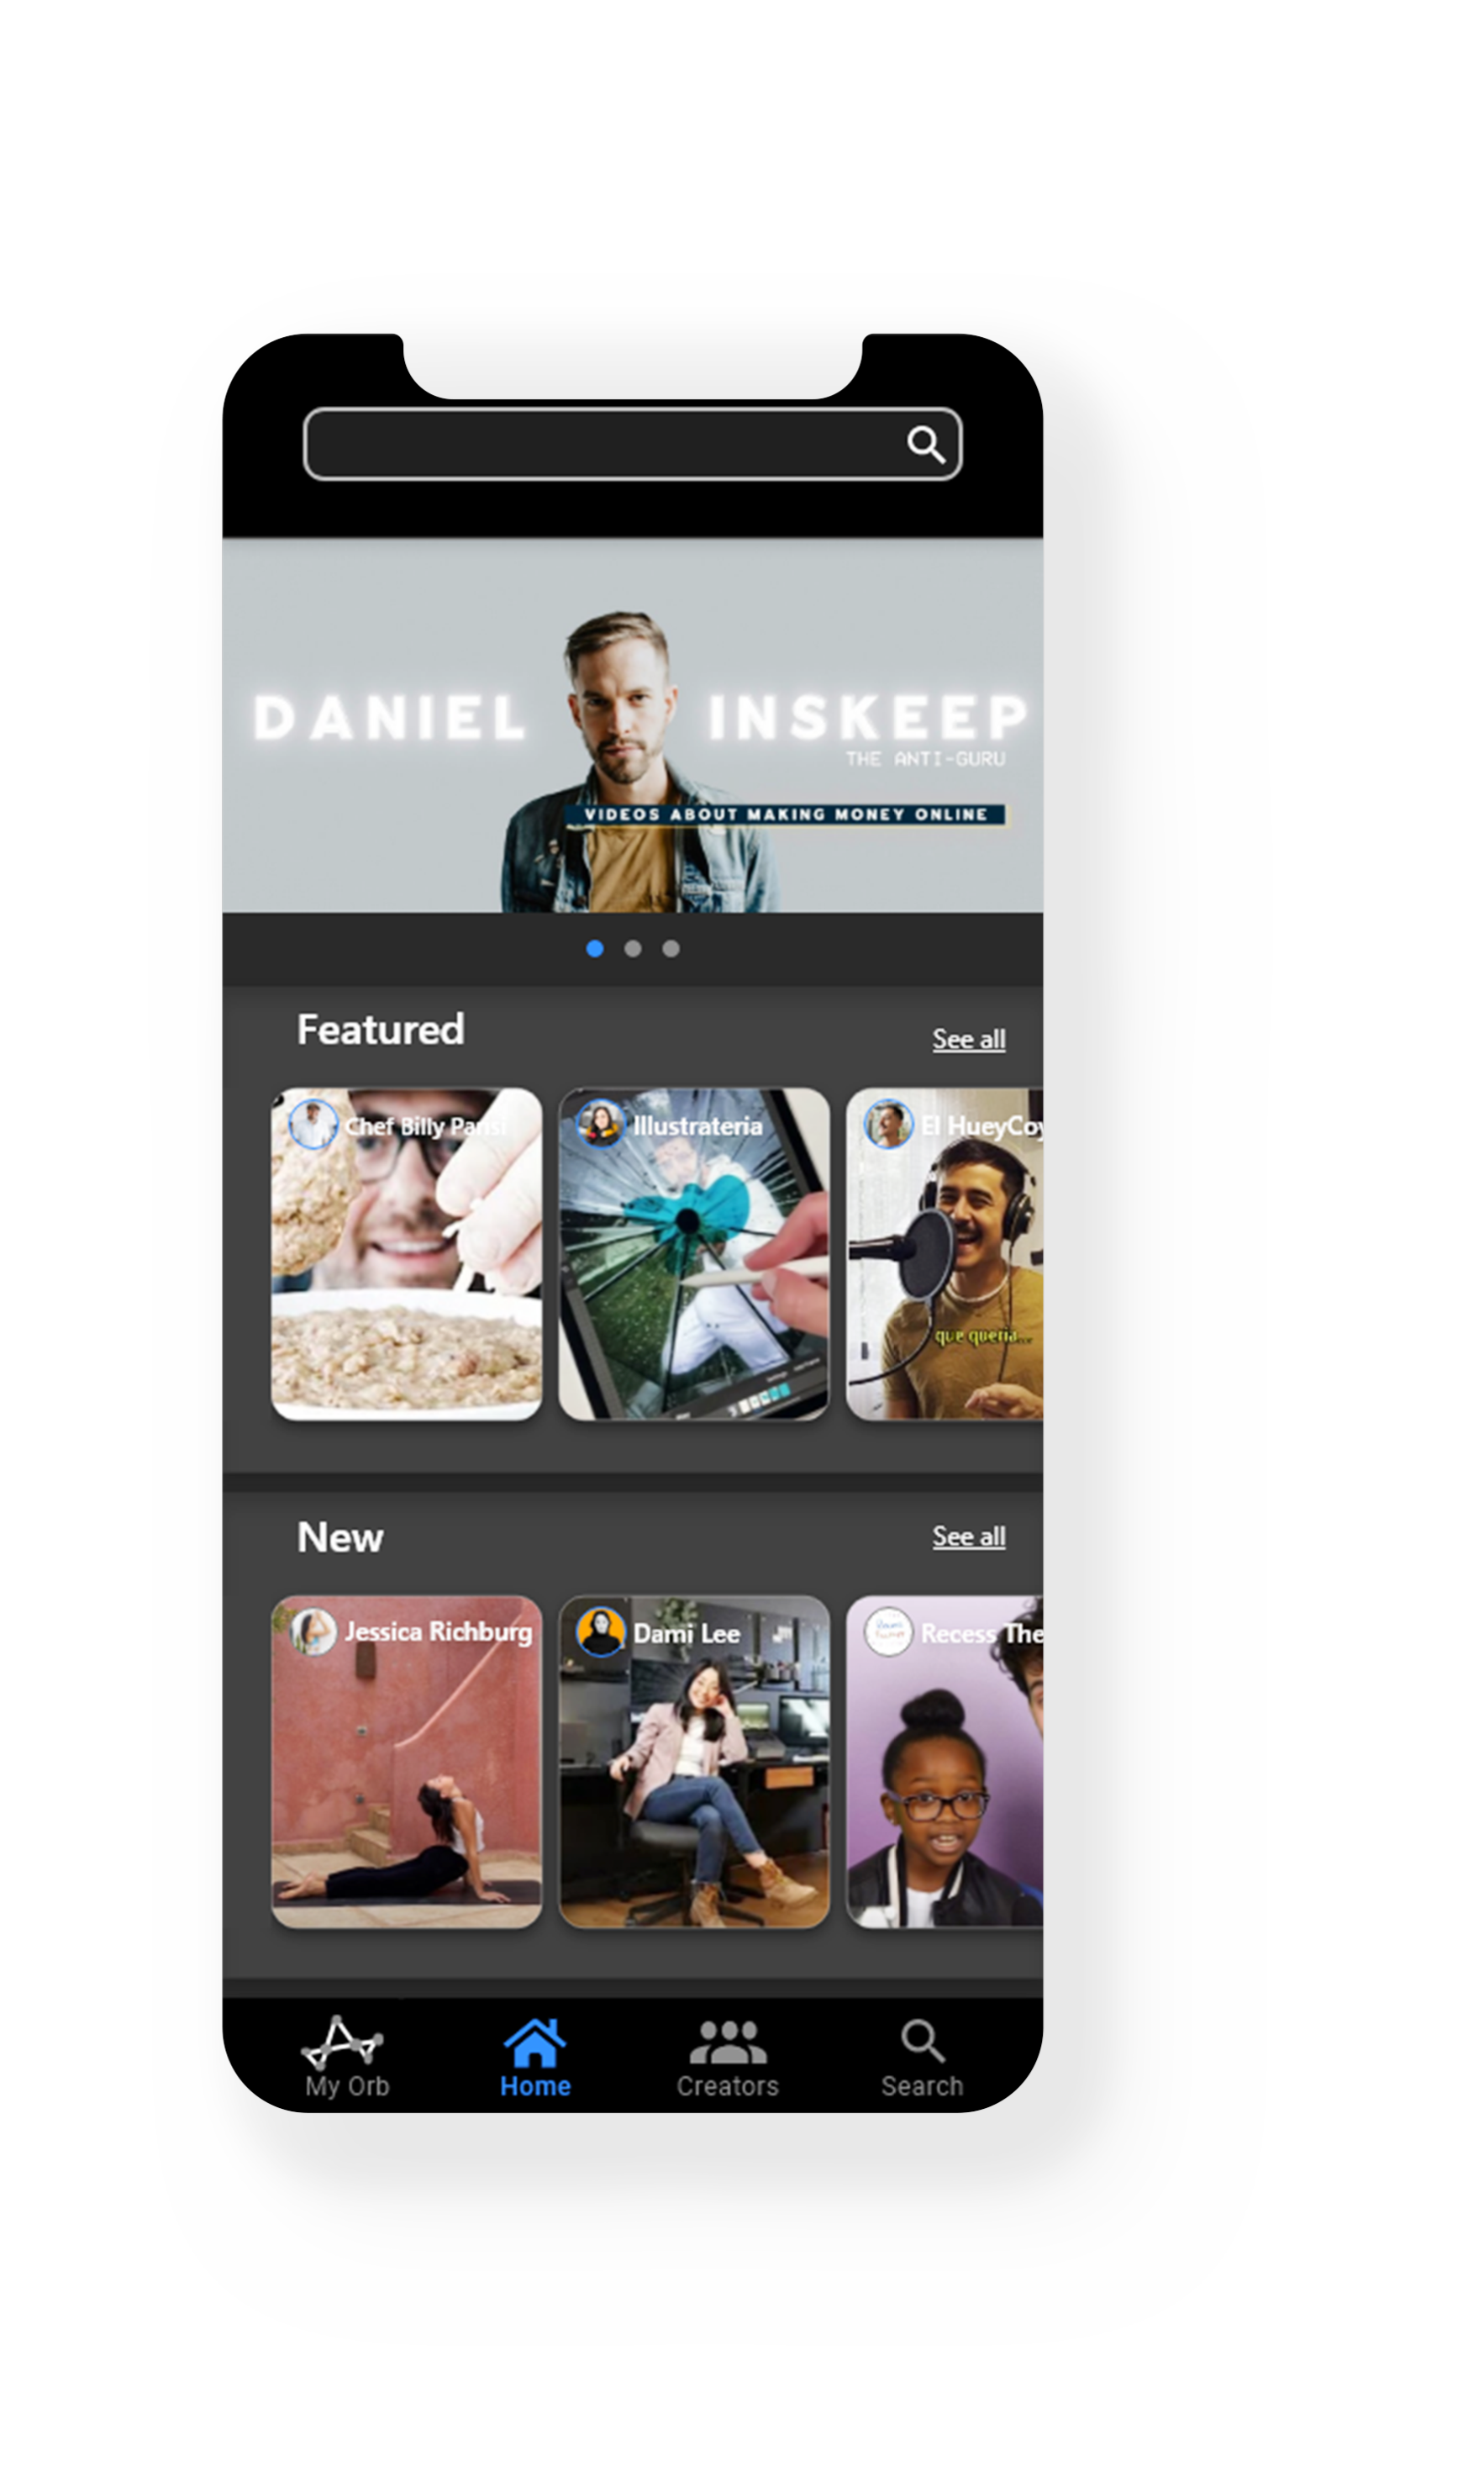 DANIEL INSKEEP
THE ANTI-GURU
VIDEOS ABOUT MAKING MONEY ONLINE
Featured
See all
Chef Billy Parisi
Illustrateria
El HueyCoy
que quería...
New
See all
Jessica Richburg
Dami Lee
Recess The
My Orb
Home
Creators
Search